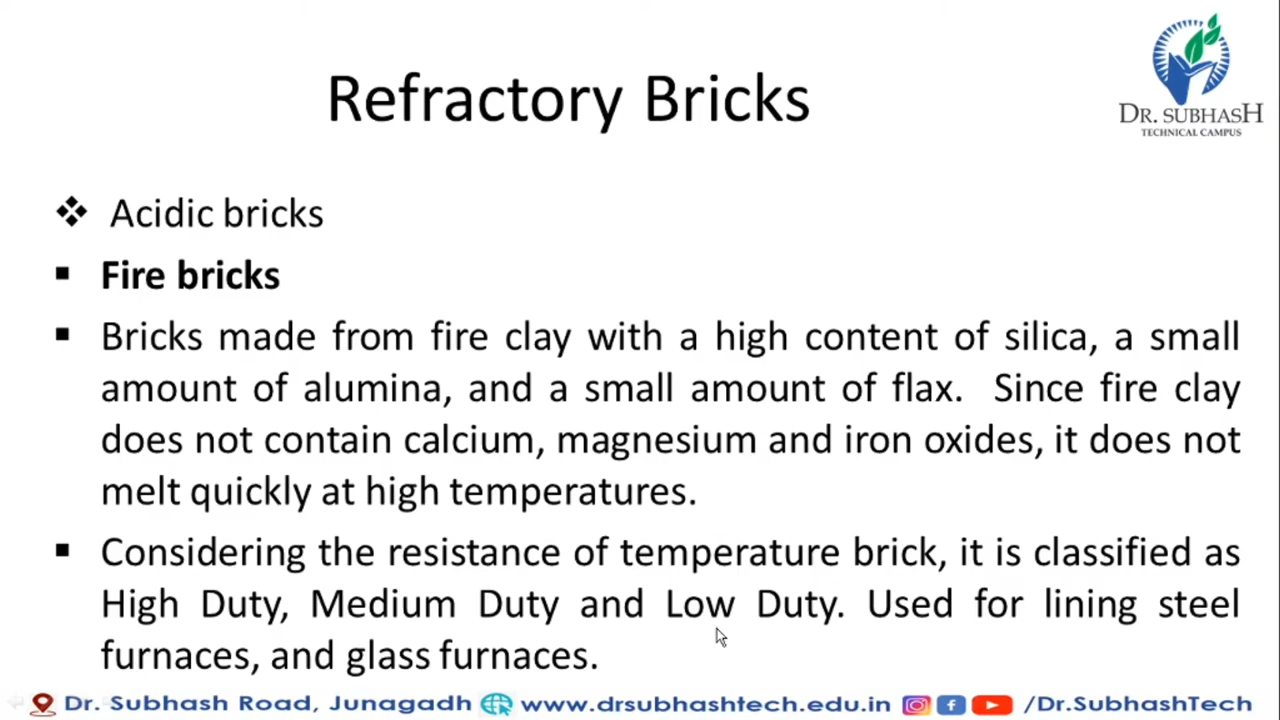 Refractory Bricks
DR. SUBHASH
TECHNICAL CAMPUS
Acidic bricks
Fire bricks
Bricks made from fire clay with a high content of silica, a small
amount of alumina, and a small amount of flax. Since fire clay
does not contain calcium, magnesium and iron oxides, it does not
melt quickly at high temperatures.
Considering the resistance of temperature brick, it is classified as
High Duty, Medium Duty and Low Duty. Used for lining steel
furnaces, and glass furnaces.
Dr. Subhash Road, Junagadh www.drsubhashtech.edu.in /Dr.SubhashTech